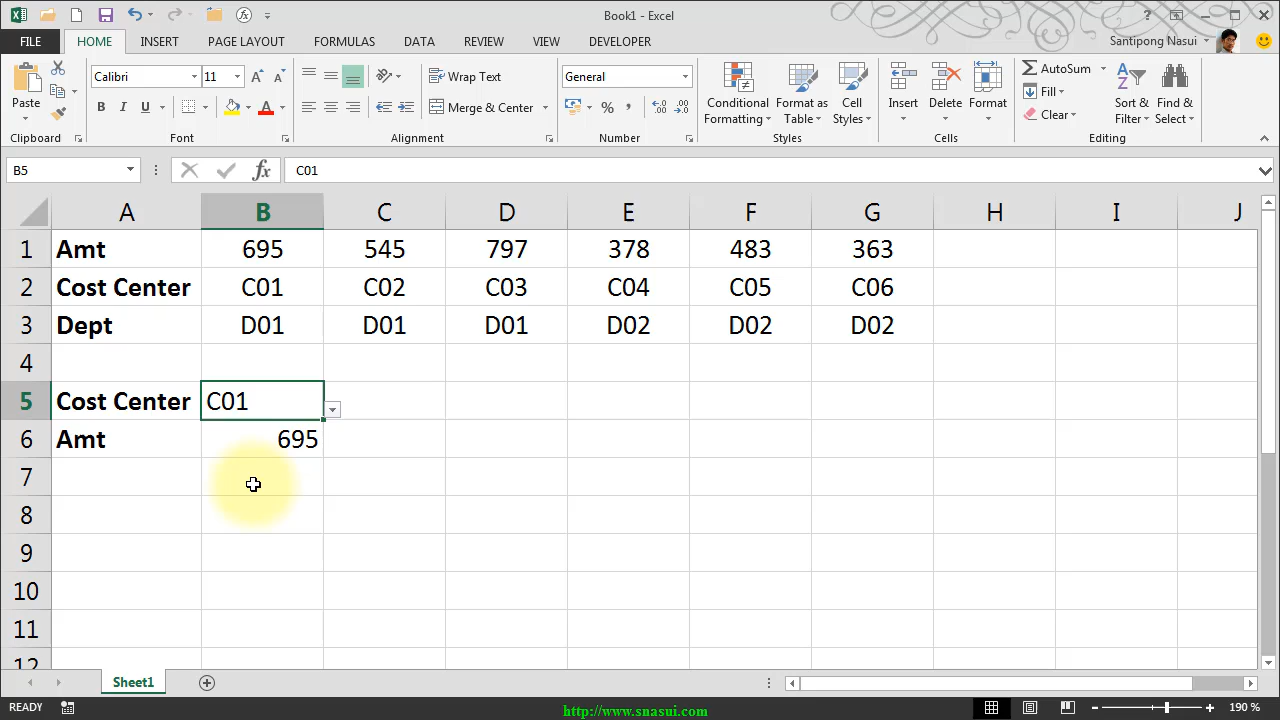 Book1 - Excel
FILE HOME INSERT PAGE LAYOUT FORMULAS DATA REVIEW VIEW DEVELOPER Santipong Nasui
Calibri 11 Wrap Text General AutoSum
Paste Conditional Formatting Format as Table Cell Styles Insert Delete Format Fill Sort & Filter Find & Select
B I U Merge & Center % Clear
Clipboard Font Alignment Number Styles Cells Editing
B5 fx C01
A B C D E F G H I J
1 Amt 695 545 797 378 483 363
2 Cost Center C01 C02 C03 C04 C05 C06
3 Dept D01 D01 D01 D02 D02 D02
4
5 Cost Center C01
6 Amt 695
7
8
9
10
11
12
Sheet1
READY http://www.snasui.com 190 %